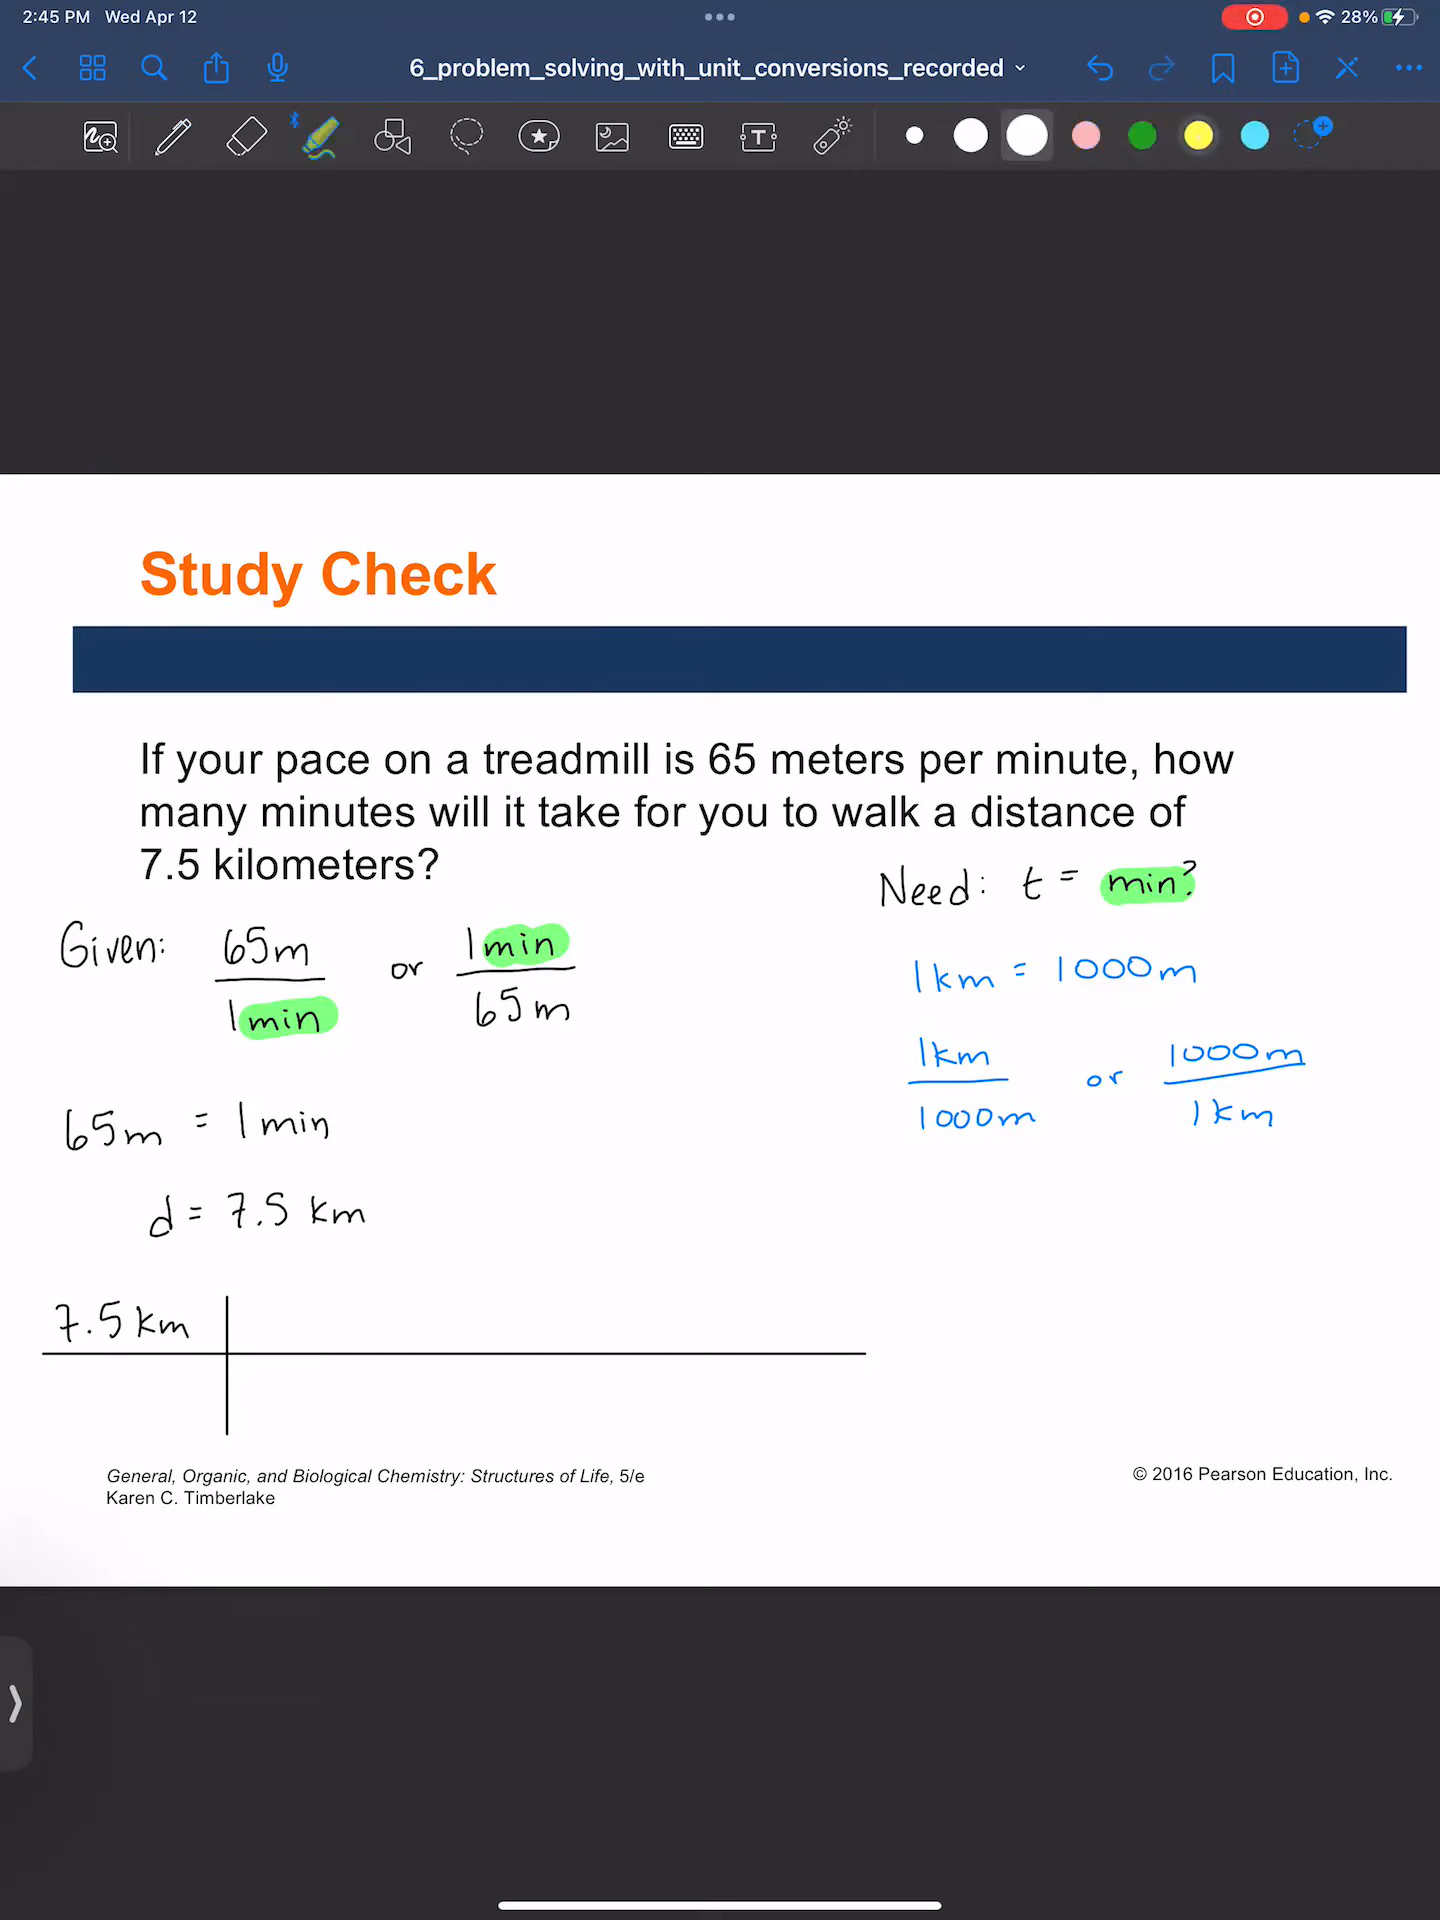 2:45 PM Wed Apr 12
28%
6_problem_solving_with_unit_conversions_recorded
T
Study Check
If your pace on a treadmill is 65 meters per minute, how
many minutes will it take for you to walk a distance of
7.5 kilometers?
Need: t = min?
Given: 65m / 1min or 1min / 65m
1km = 1000m
1km / 1000m or 1000m / 1km
65m = 1 min
d = 7.5 km
7.5 km
General, Organic, and Biological Chemistry: Structures of Life, 5/e
Karen C. Timberlake
© 2016 Pearson Education, Inc.